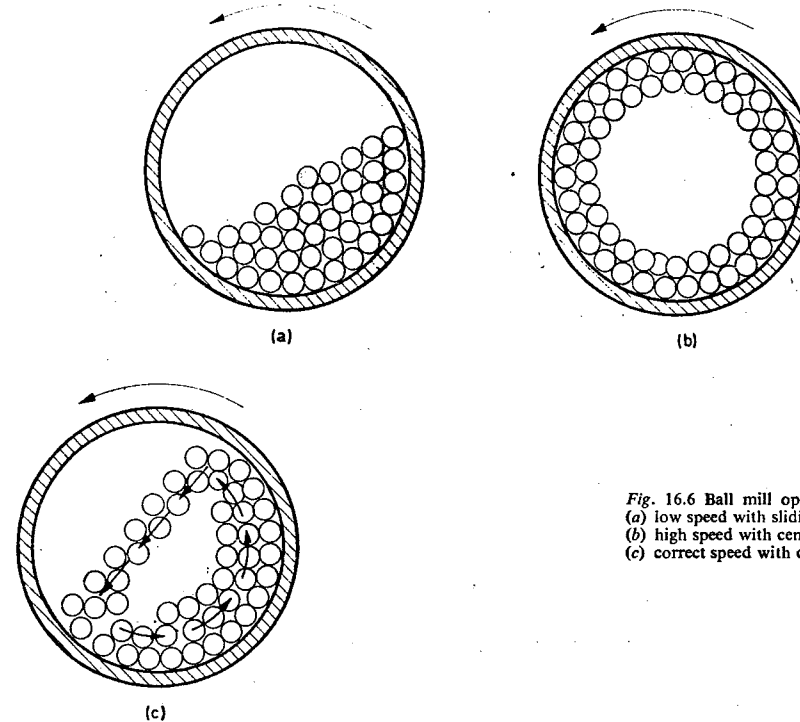 (a)
(b)
(c)
Fig. 16.6 Ball mill op
(a) low speed with slidi
(b) high speed with cen
(c) correct speed with c